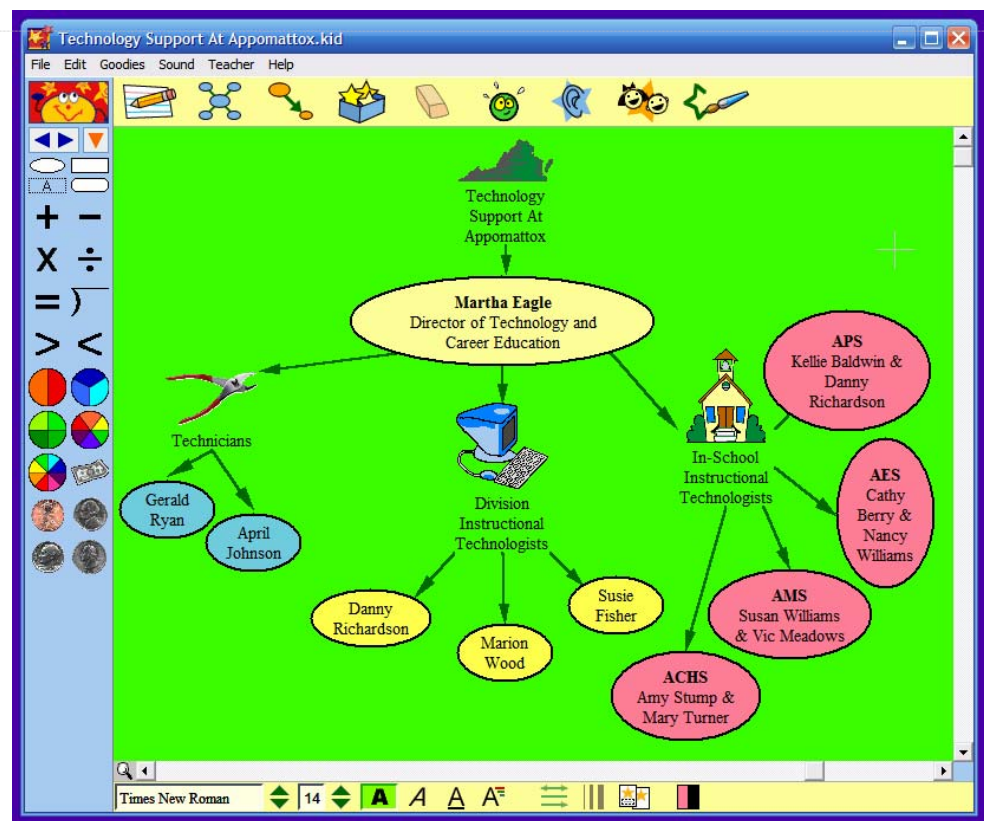 Technology Support At Appomattox.kid
File Edit Goodies Sound Teacher Help
A
+ −
X ÷
= )
> <
Technology
Support At
Appomattox
Martha Eagle
Director of Technology and
Career Education
Technicians
Gerald
Ryan
April
Johnson
Division
Instructional
Technologists
Danny
Richardson
Marion
Wood
Susie
Fisher
In-School
Instructional
Technologists
APS
Kellie Baldwin &
Danny
Richardson
AES
Cathy
Berry &
Nancy
Williams
AMS
Susan Williams
& Vic Meadows
ACHS
Amy Stump &
Mary Turner
Times New Roman 14 A A A A